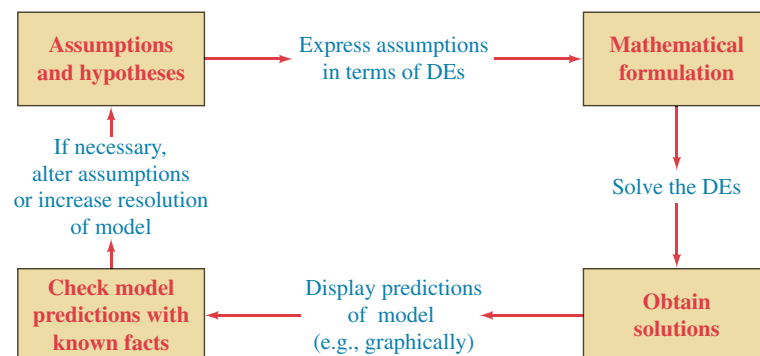 Assumptions
and hypotheses
Express assumptions
in terms of DEs
Mathematical
formulation
If necessary,
alter assumptions
or increase resolution
of model
Solve the DEs
Check model
predictions with
known facts
Display predictions
of model
(e.g., graphically)
Obtain
solutions